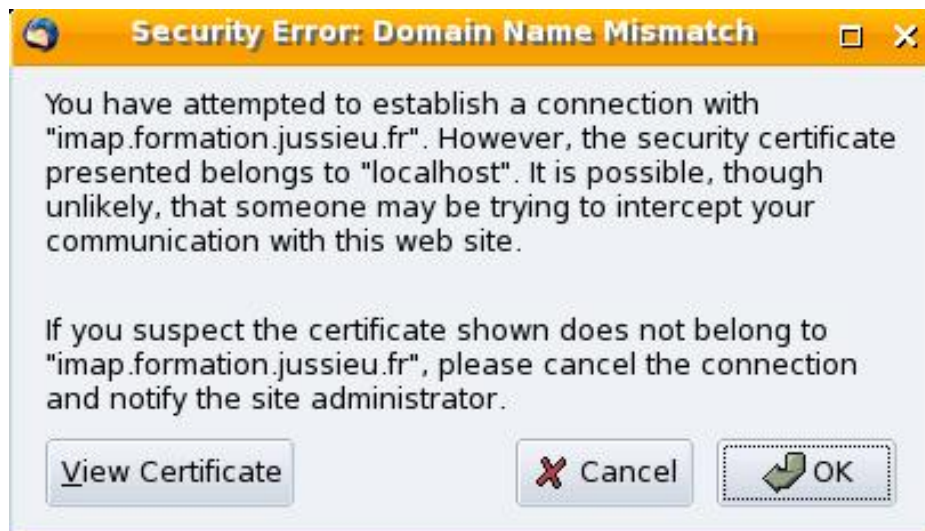 Security Error: Domain Name Mismatch
You have attempted to establish a connection with
"imap.formation.jussieu.fr". However, the security certificate
presented belongs to "localhost". It is possible, though
unlikely, that someone may be trying to intercept your
communication with this web site.
If you suspect the certificate shown does not belong to
"imap.formation.jussieu.fr", please cancel the connection
and notify the site administrator.
View Certificate Cancel OK